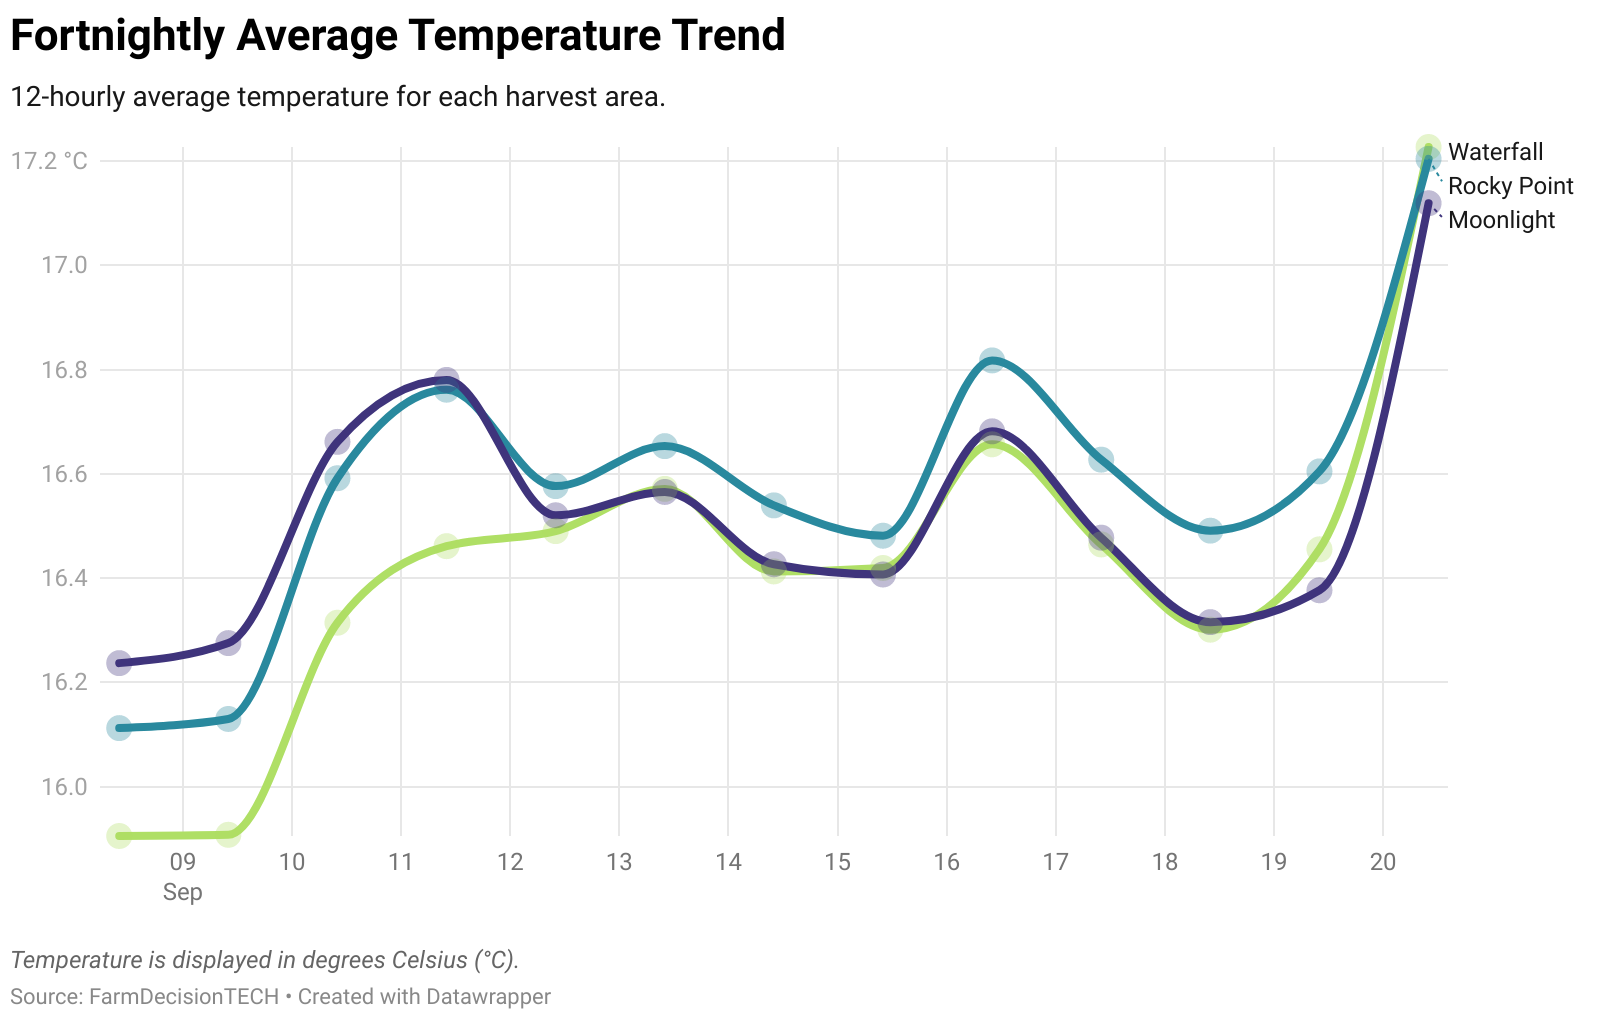 Fortnightly Average Temperature Trend
12-hourly average temperature for each harvest area.
17.2 °C
17.0
16.8
16.6
16.4
16.2
16.0
Waterfall
Rocky Point
Moonlight
09 10 11 12 13 14 15 16 17 18 19 20
Sep
Temperature is displayed in degrees Celsius (°C).
Source: FarmDecisionTECH • Created with Datawrapper